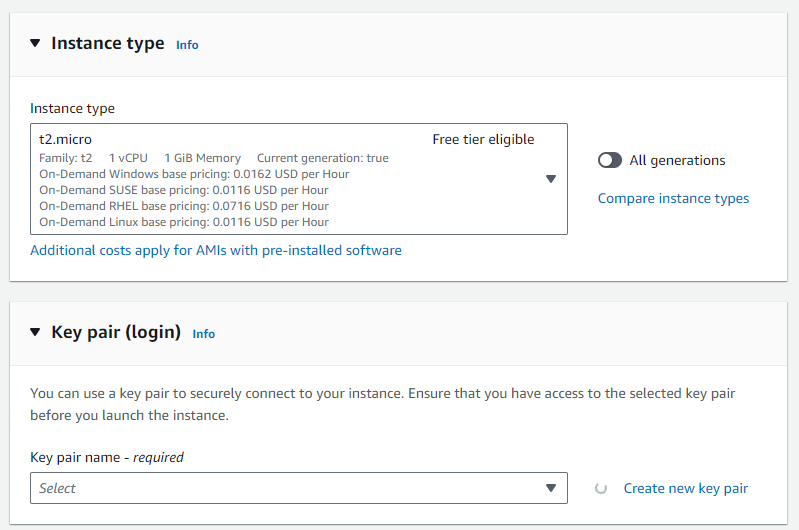 Instance type Info
Instance type
t2.micro Free tier eligible
Family: t2 1 vCPU 1 GiB Memory Current generation: true
On-Demand Windows base pricing: 0.0162 USD per Hour
On-Demand SUSE base pricing: 0.0116 USD per Hour
On-Demand RHEL base pricing: 0.0716 USD per Hour
On-Demand Linux base pricing: 0.0116 USD per Hour
All generations
Compare instance types
Additional costs apply for AMIs with pre-installed software
Key pair (login) Info
You can use a key pair to securely connect to your instance. Ensure that you have access to the selected key pair
before you launch the instance.
Key pair name - required
Select
Create new key pair